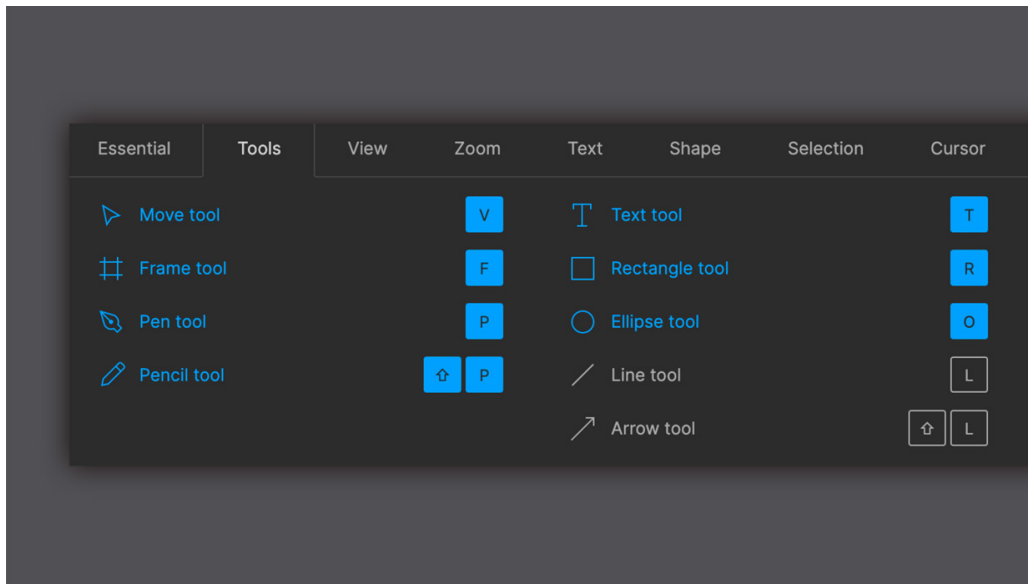 Essential Tools View Zoom Text Shape Selection Cursor
Move tool V
Frame tool F
Pen tool P
Pencil tool ⇧ P
Text tool T
Rectangle tool R
Ellipse tool O
Line tool L
Arrow tool ⇧ L